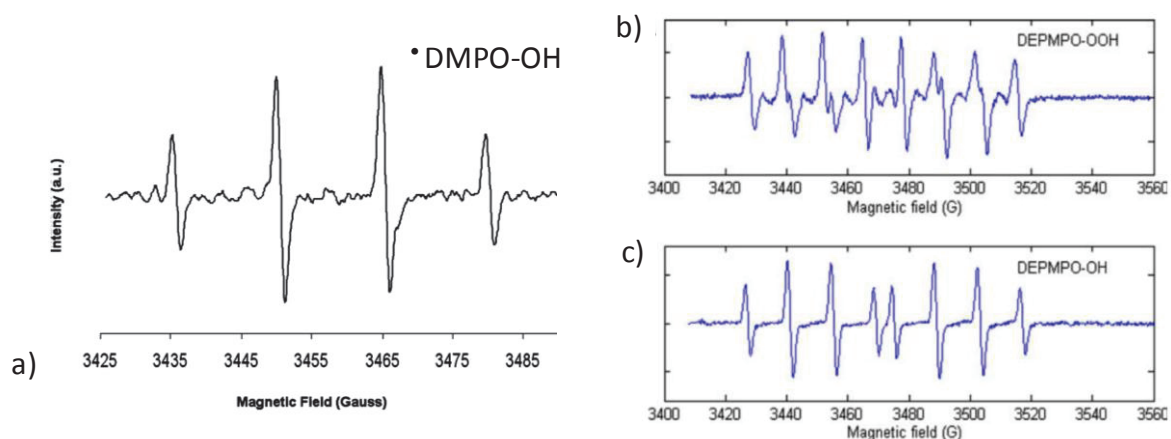 • DMPO-OH
Intensity (a.u.)
3425 3435 3445 3455 3465 3475 3485
Magnetic Field (Gauss)
a)
b)
DEPMPO-OOH
3400 3420 3440 3460 3480 3500 3520 3540 3560
Magnetic field (G)
c)
DEPMPO-OH
3400 3420 3440 3460 3480 3500 3520 3540 3560
Magnetic field (G)